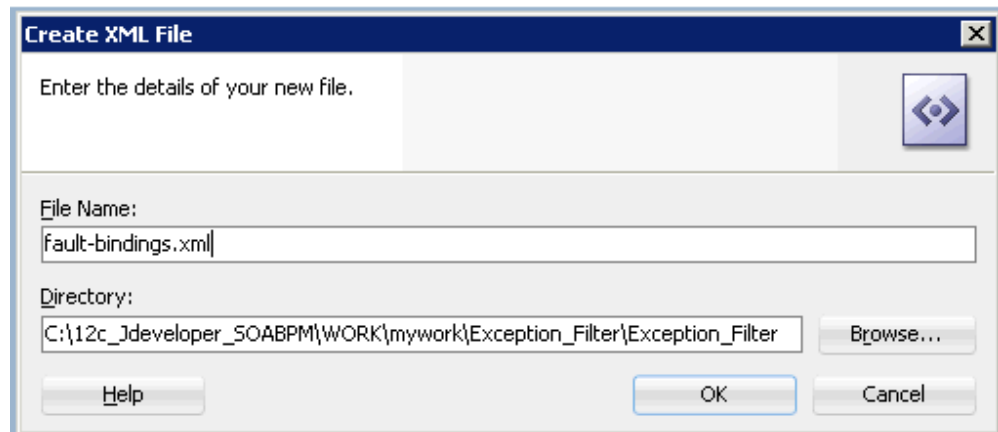 Create XML File
Enter the details of your new file.
File Name:
fault-bindings.xml
Directory:
C:\12c_Jdeveloper_SOABPM\WORK\mywork\Exception_Filter\Exception_Filter
Browse...
Help
OK
Cancel